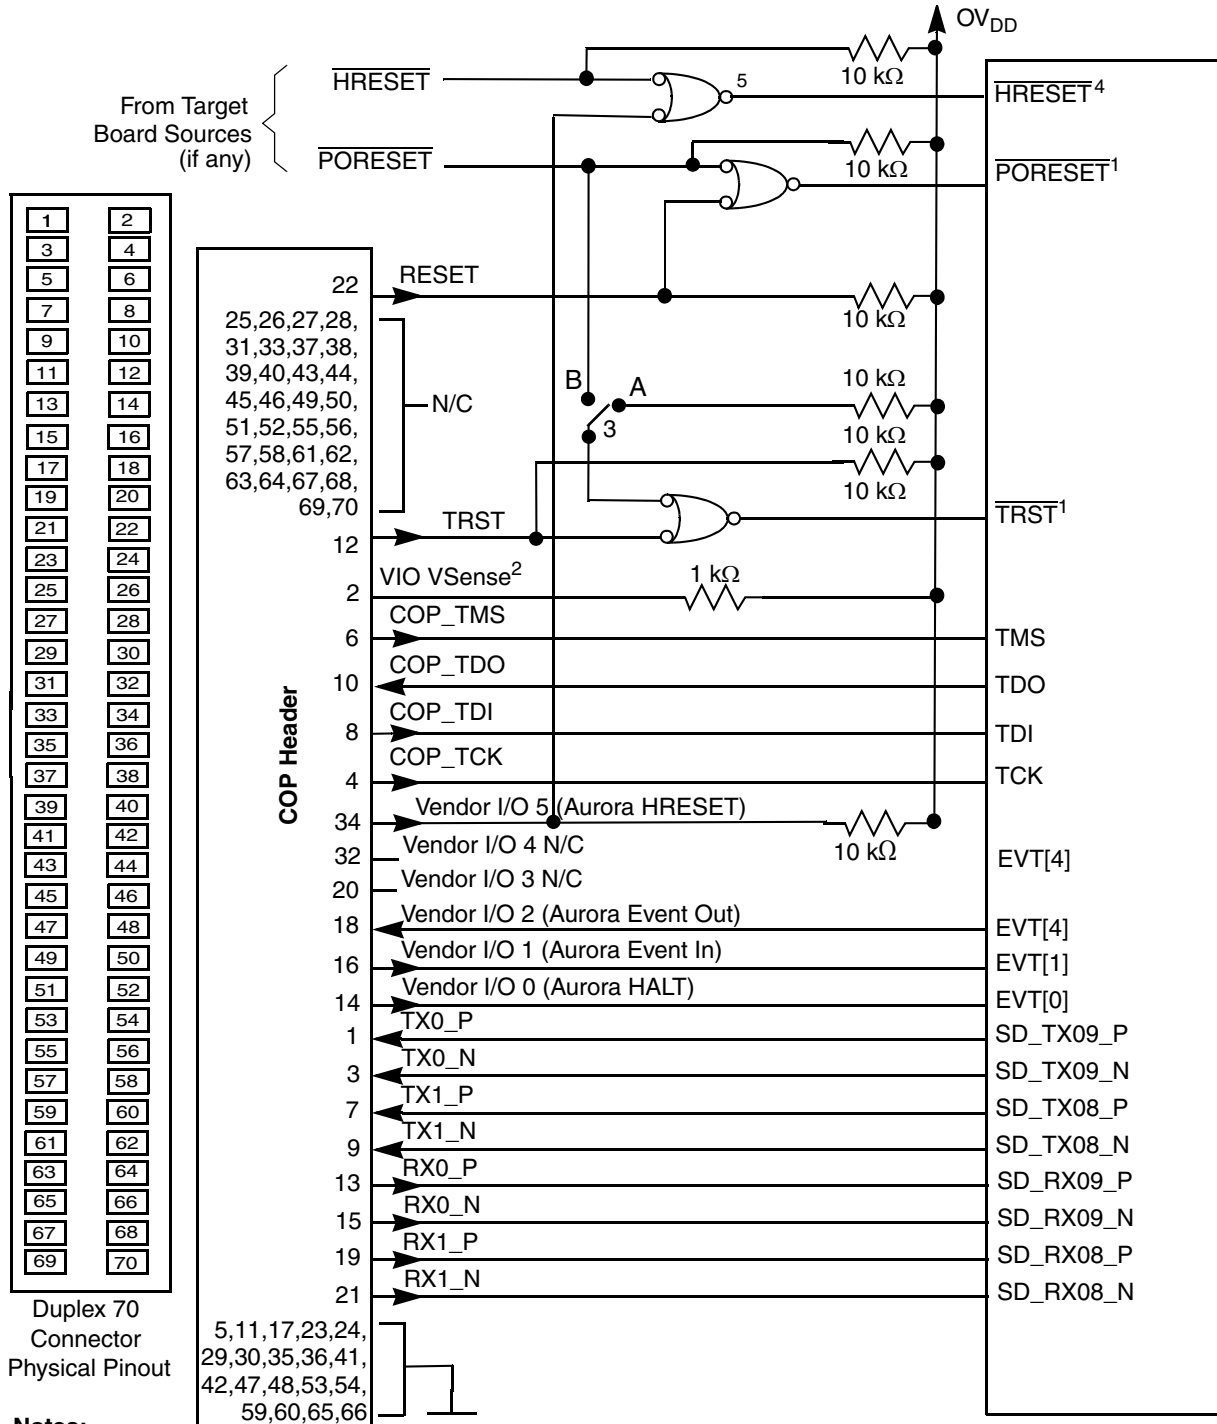 OVDD
HRESET
10 kΩ
5
HRESET4
From Target
Board Sources
(if any)
PORESET
10 kΩ
PORESET1
1 2
3 4
5 6
7 8
9 10
11 12
13 14
15 16
17 18
19 20
21 22
23 24
25 26
27 28
29 30
31 32
33 34
35 36
37 38
39 40
41 42
43 44
45 46
47 48
49 50
51 52
53 54
55 56
57 58
59 60
61 62
63 64
65 66
67 68
69 70
Duplex 70
Connector
Physical Pinout
COP Header
22 RESET
10 kΩ
25,26,27,28,
31,33,37,38,
39,40,43,44,
45,46,49,50,
51,52,55,56,
57,58,61,62,
63,64,67,68,
69,70
N/C
B A
3
10 kΩ
10 kΩ
10 kΩ
12 TRST
TRST1
2 VIO VSense2 1 kΩ
6 COP_TMS TMS
10 COP_TDO TDO
8 COP_TDI TDI
4 COP_TCK TCK
34 Vendor I/O 5 (Aurora HRESET) 10 kΩ
32 Vendor I/O 4 N/C EVT[4]
20 Vendor I/O 3 N/C
18 Vendor I/O 2 (Aurora Event Out) EVT[4]
16 Vendor I/O 1 (Aurora Event In) EVT[1]
14 Vendor I/O 0 (Aurora HALT) EVT[0]
1 TX0_P SD_TX09_P
3 TX0_N SD_TX09_N
7 TX1_P SD_TX08_P
9 TX1_N SD_TX08_N
13 RX0_P SD_RX09_P
15 RX0_N SD_RX09_N
19 RX1_P SD_RX08_P
21 RX1_N SD_RX08_N
5,11,17,23,24,
29,30,35,36,41,
42,47,48,53,54,
59,60,65,66
Notes: